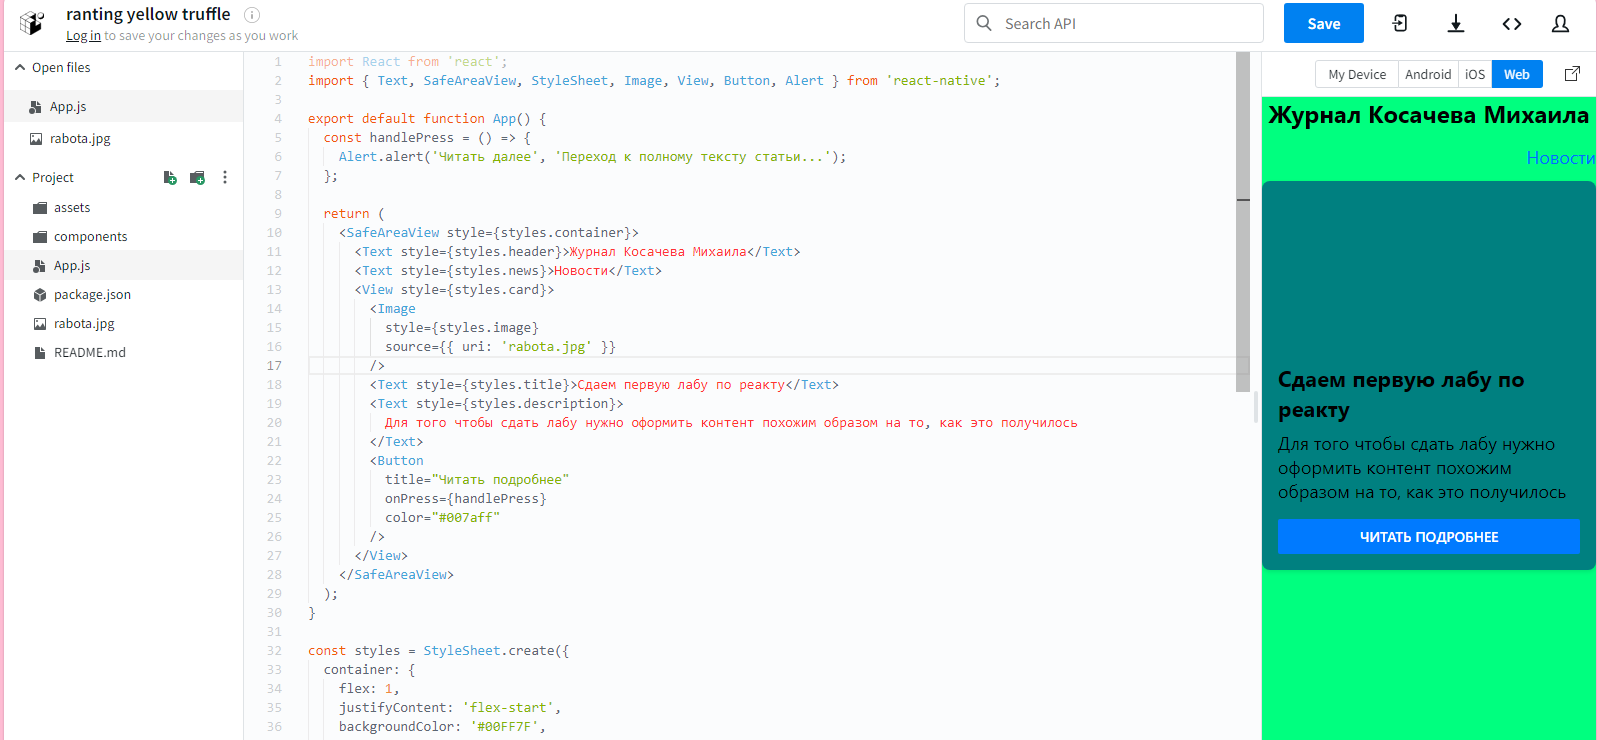 ranting yellow truffle
Log in to save your changes as you work
Search API
Save
Open files
App.js
rabota.jpg
Project
assets
components
App.js
package.json
rabota.jpg
README.md
1 import React from 'react';
2 import { Text, SafeAreaView, StyleSheet, Image, View, Button, Alert } from 'react-native';
3
4 export default function App() {
5 const handlePress = () => {
6 Alert.alert('Читать далее', 'Переход к полному тексту статьи...');
7 };
8
9 return (
10 <SafeAreaView style={styles.container}>
11 <Text style={styles.header}>Журнал Косачева Михаила</Text>
12 <Text style={styles.news}>Новости</Text>
13 <View style={styles.card}>
14 <Image
15 style={styles.image}
16 source={{ uri: 'rabota.jpg' }}
17 />
18 <Text style={styles.title}>Сдаем первую лабу по реакту</Text>
19 <Text style={styles.description}>
20 Для того чтобы сдать лабу нужно оформить контент похожим образом на то, как это получилось
21 </Text>
22 <Button
23 title="Читать подробнее"
24 onPress={handlePress}
25 color="#007aff"
26 />
27 </View>
28 </SafeAreaView>
29 );
30 }
31
32 const styles = StyleSheet.create({
33 container: {
34 flex: 1,
35 justifyContent: 'flex-start',
36 backgroundColor: '#00FF7F',
My Device Android iOS Web
Журнал Косачева Михаила
Новости
Сдаем первую лабу по
реакту
Для того чтобы сдать лабу нужно
оформить контент похожим
образом на то, как это получилось
ЧИТАТЬ ПОДРОБНЕЕ